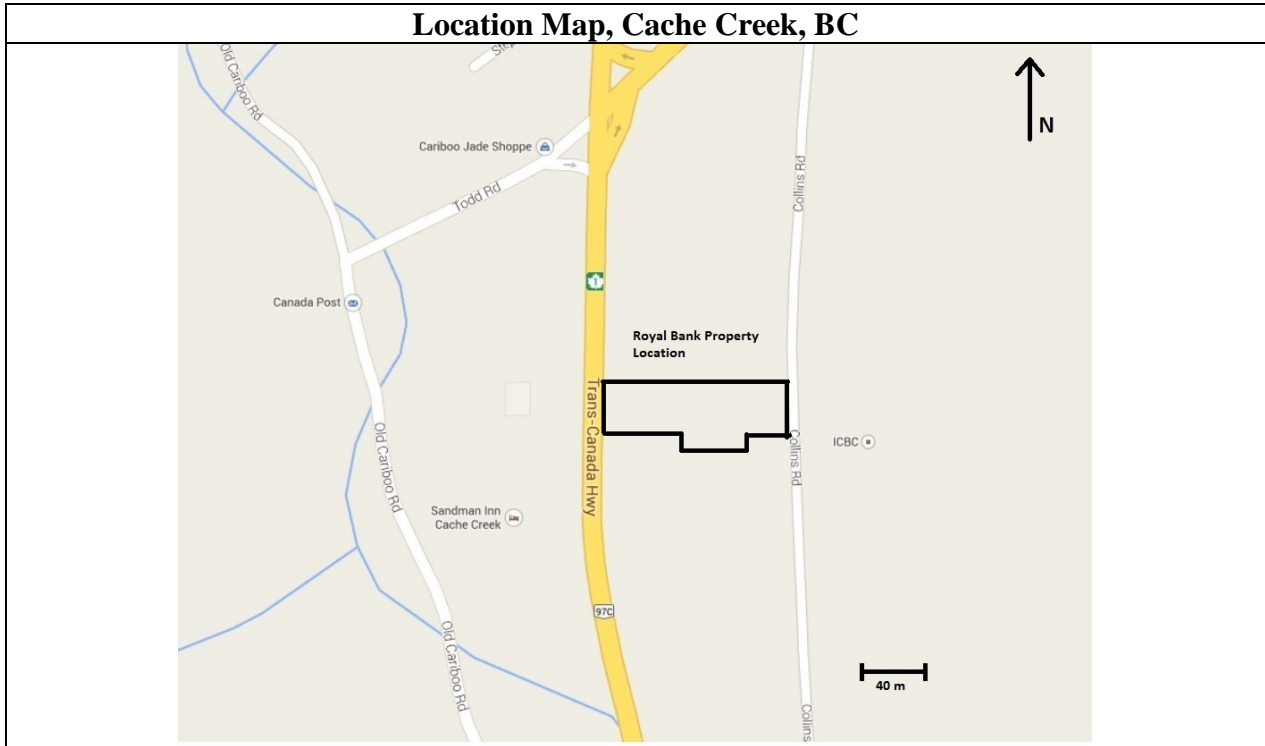 Location Map, Cache Creek, BC
Old Cariboo Rd
N
Cariboo Jade Shoppe
Collins Rd
Todd Rd
1
Canada Post
Royal Bank Property
Location
Trans-Canada Hwy
Old Cariboo Rd
Collins Rd
ICBC
Sandman Inn
Cache Creek
97C
Old Cariboo Rd
40 m
Collins